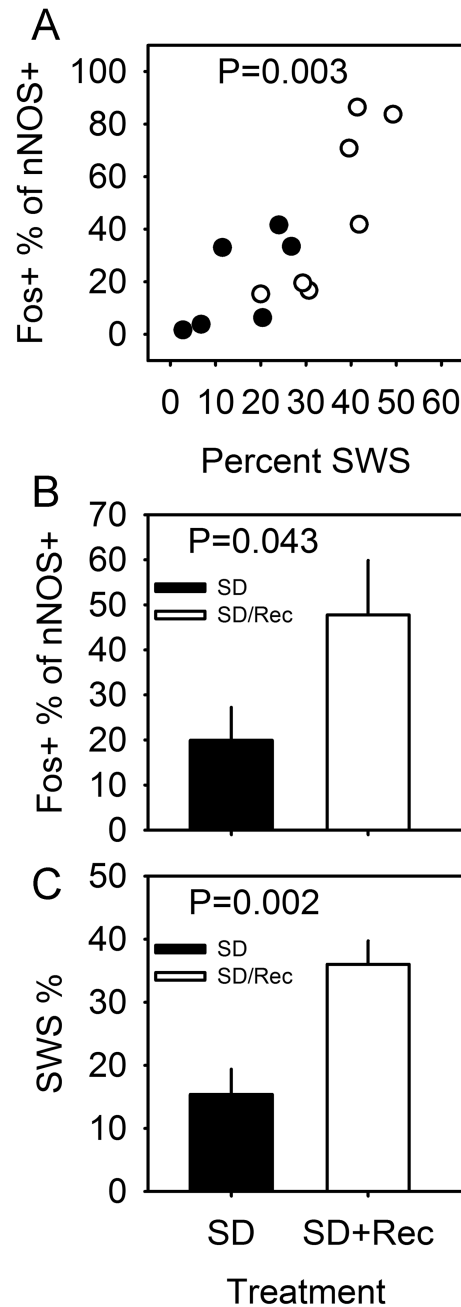 A
P=0.003
Fos+ % of nNOS+
100
80
60
40
20
0
0 10 20 30 40 50 60
Percent SWS
B
P=0.043
Fos+ % of nNOS+
70
60
50
40
30
20
10
0
SD
SD/Rec
C
P=0.002
SWS %
50
40
30
20
10
0
SD
SD/Rec
SD SD+Rec
Treatment